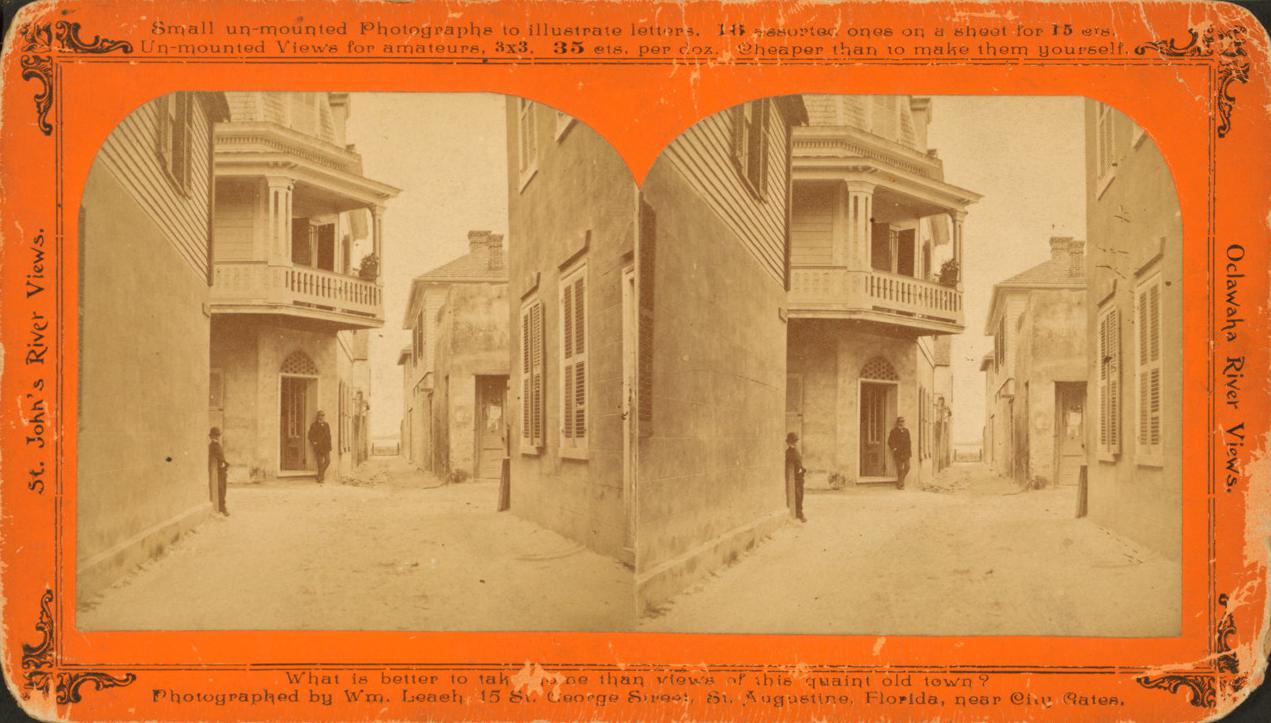 Small un-mounted Photographs to illustrate letters. 18 assorted ones on a sheet for 15 cts.
Un-mounted Views for amateurs, 3x3. 35 cts. per doz. Cheaper than to make them yourself.
St. John's River Views.
Oclawaha River Views.
What is better to take home than views of this quaint old town?
Photographed by Wm. Leach, 15 St. George Street, St. Augustine, Florida, near City Gates.